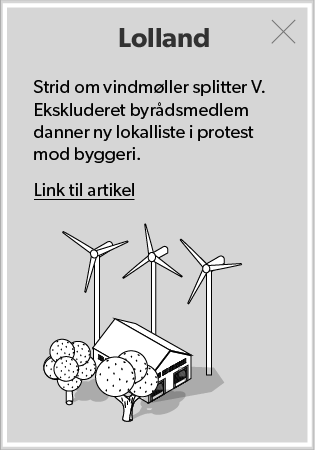 Lolland
Strid om vindmøller splitter V.
Ekskluderet byrådsmedlem
danner ny lokalliste i protest
mod byggeri.
Link til artikel